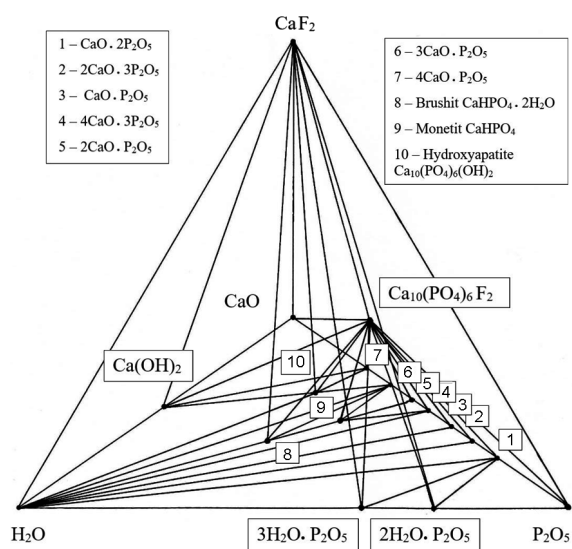 CaF₂
1 – CaO·2P₂O₅
2 – 2CaO·3P₂O₅
3 – CaO·P₂O₅
4 – 4CaO·3P₂O₅
5 – 2CaO·P₂O₅
6 – 3CaO·P₂O₅
7 – 4CaO·P₂O₅
8 – Brushit CaHPO₄·2H₂O
9 – Monetit CaHPO₄
10 – Hydroxyapatite
Ca₁₀(PO₄)₆(OH)₂
CaO
Ca₁₀(PO₄)₆F₂
Ca(OH)₂
10
7
6
5
4
3
2
1
9
8
H₂O
3H₂O·P₂O₅
2H₂O·P₂O₅
P₂O₅